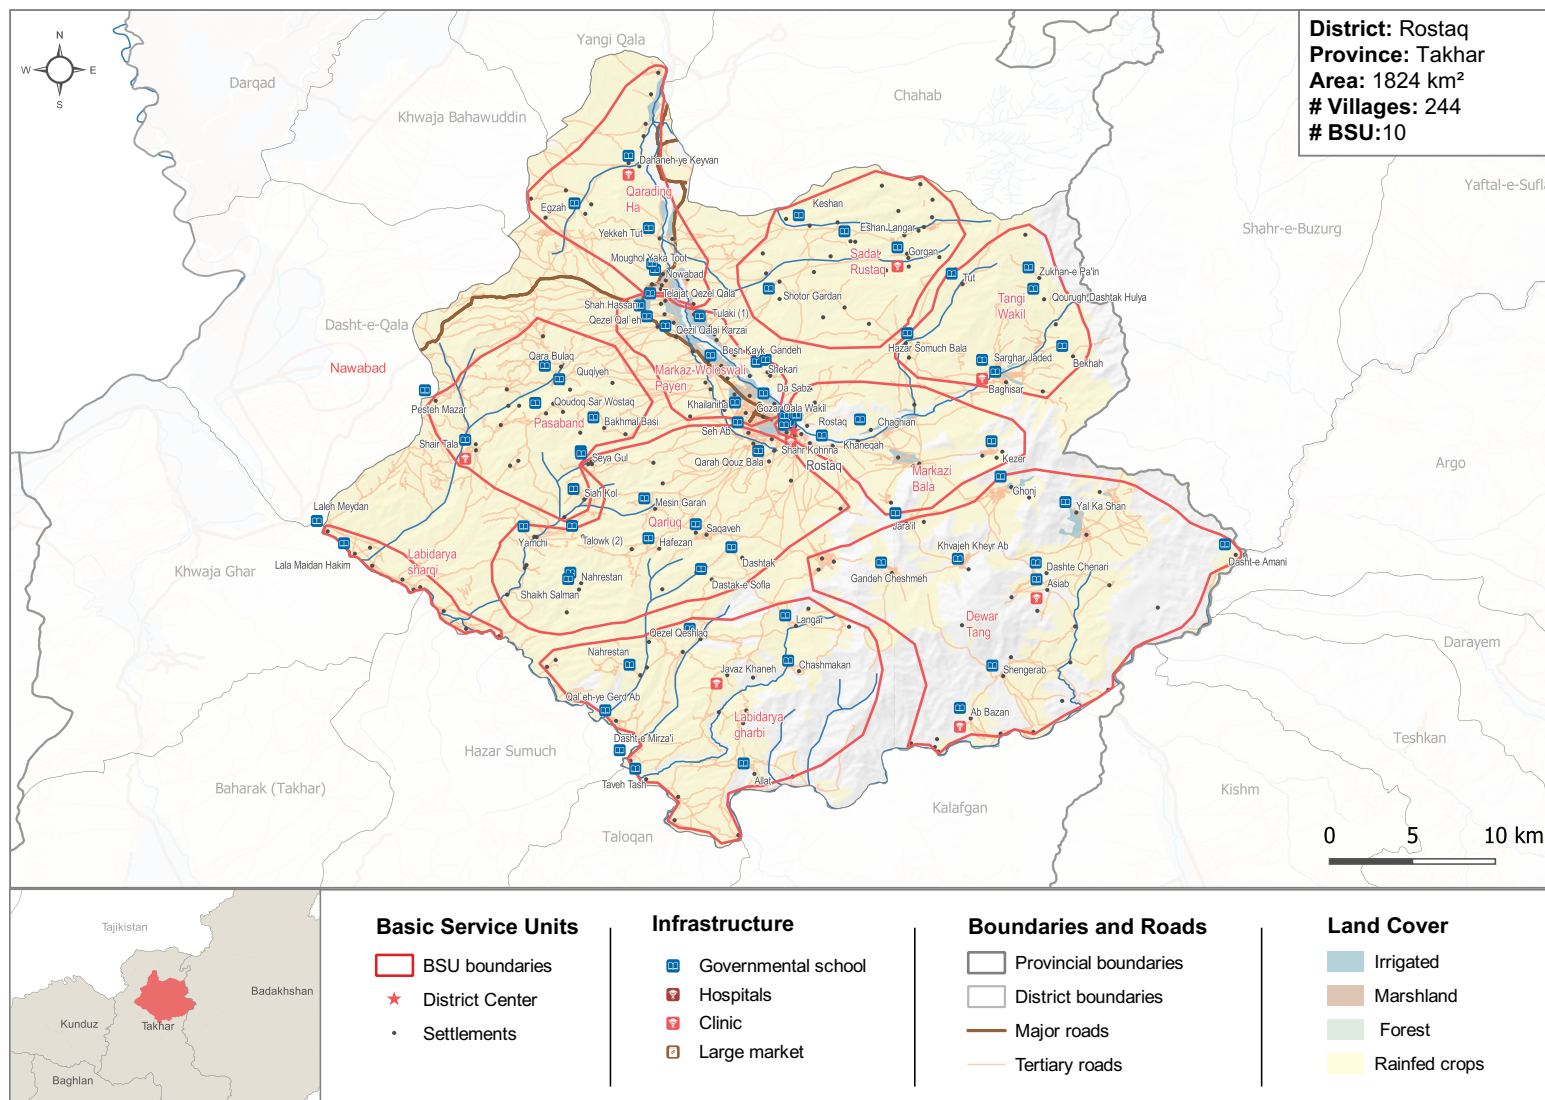 District: Rostaq
Province: Takhar
Area: 1824 km²
# Villages: 244
# BSU:10
N
W
E
S
Yangi Qala
Darqad
Khwaja Bahawuddin
Chahab
Yaftal-e-Sufla
Shahr-e-Buzurg
Dasht-e-Qala
Nawabad
Argo
Khwaja Ghar
Darayem
Teshkan
Kishm
Kalafgan
Hazar Sumuch
Baharak (Takhar)
Taloqan
Dahaneh-ye Keyvan
Qarading
Ha
Egzah
Yekkeh Tut
Moughol Yaka Toot
Nowabad
Telajat Qezel Qala
Shah Hassani
Qezel Qal eh
Tulaki (1)
Qezil Qalai Karzai
Keshan
Eshan Langar
Sadat
Rustaq
Gorgan
Shotor Gardan
Tut
Zukhan-e Pa'in
Tangi
Wakil
Qourugh Dashtak Hulya
Hazar Somuch Bala
Sarghar Jaded
Bekhah
Baghisar
Besh Kayk
Gandeh
Shekari
Markaz-Woloswali
Payen
Da Sabz
Khailaniha
Gozar Qala Wakil
Seh Ab
Rostaq
Chaghian
Khaneqah
Shahr Kohnna
Rostaq
Qarah Qouz Bala
Qara Bulaq
Quqiyeh
Pesteh Mazar
Qoudoq Sar Wostaq
Pasaband
Bakhmal Basi
Shair Tala
Seya Gul
Siah Kol
Mesin Garan
Markazi
Bala
Kezer
Ghonj
Yal Ka Shan
Jara'il
Laleh Meydan
Lala Maidan Hakim
Labidarya
sharqi
Yamchi
Talowk (2)
Qarluq
Saqaveh
Hafezan
Dashtak
Nahrestan
Dastak-e Sofla
Shaikh Salman
Gandeh Cheshmeh
Khvajeh Kheyr Ab
Dashte Chenari
Asiab
Dasht-e Amani
Dewar
Tang
Shengerab
Ab Bazan
Langar
Qezel Qeshlaq
Nahrestan
Javaz Khaneh
Chashmakan
Qal eh-ye Gerd Ab
Labidarya
gharbi
Dasht-e Mirza'i
Taveh Tash
Allat
0 5 10 km
Tajikistan
Badakhshan
Kunduz
Takhar
Baghlan
Basic Service Units
BSU boundaries
District Center
Settlements
Infrastructure
Governmental school
Hospitals
Clinic
Large market
Boundaries and Roads
Provincial boundaries
District boundaries
Major roads
Tertiary roads
Land Cover
Irrigated
Marshland
Forest
Rainfed crops